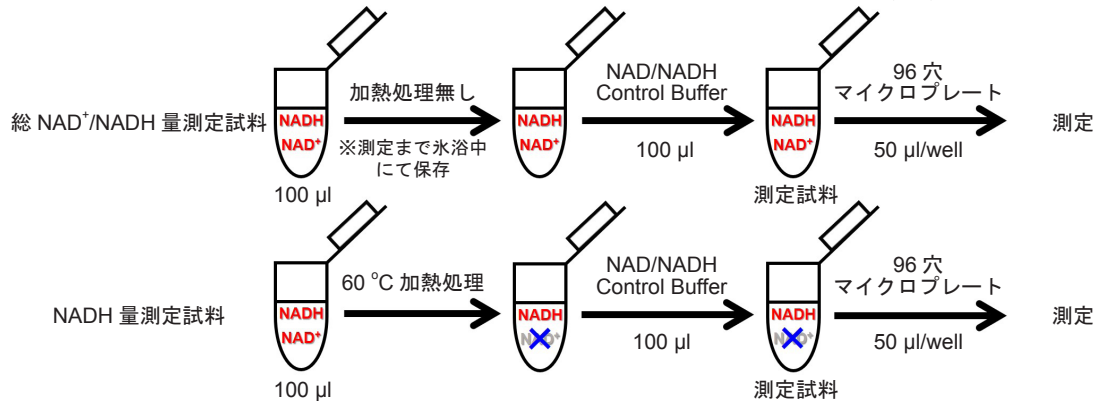 総 NAD⁺/NADH 量測定試料
NADH
NAD⁺
100 µl
加熱処理無し
※測定まで氷浴中
にて保存
NADH
NAD⁺
NAD/NADH
Control Buffer
100 µl
NADH
NAD⁺
測定試料
96 穴
マイクロプレート
50 µl/well
測定
NADH 量測定試料
NADH
NAD⁺
100 µl
60 °C 加熱処理
NADH
NAD⁺
NAD/NADH
Control Buffer
100 µl
NADH
NAD⁺
測定試料
96 穴
マイクロプレート
50 µl/well
測定